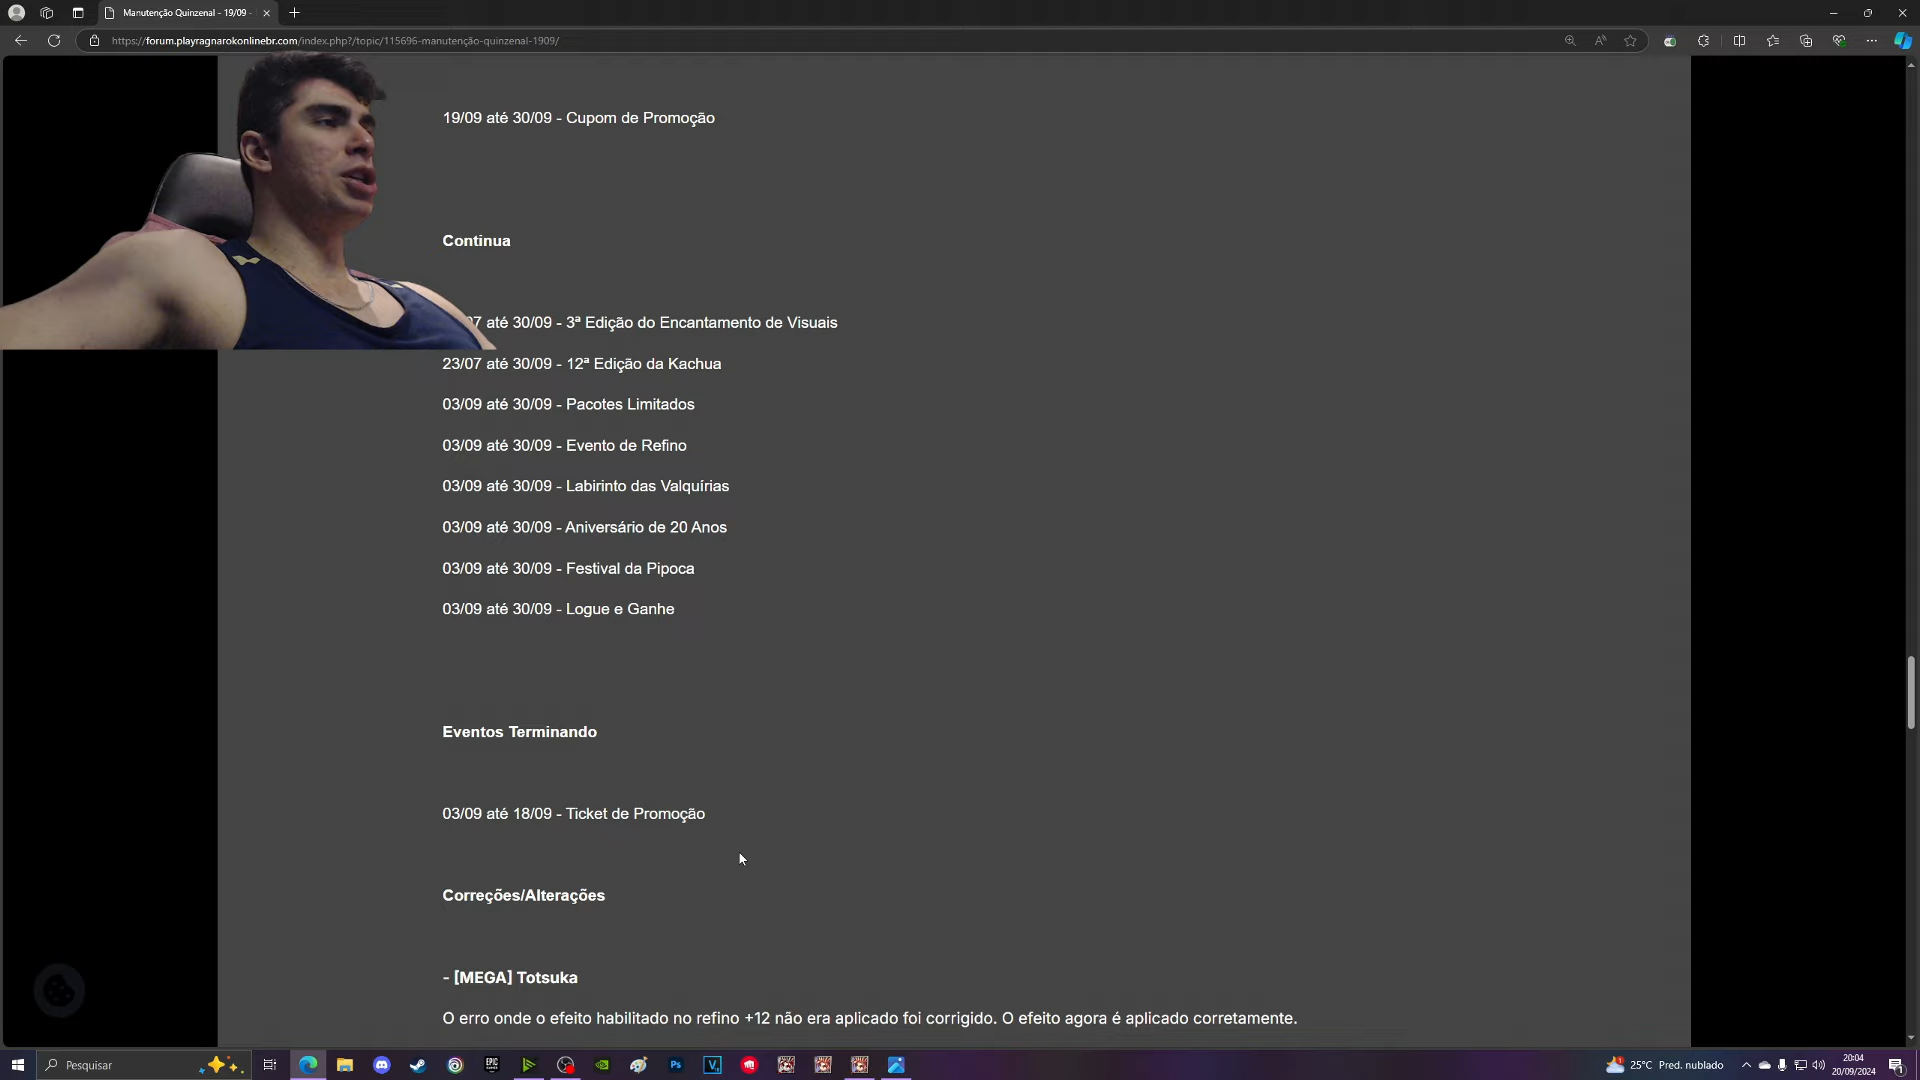 Manutenção Quinzenal - 19/09 -
https://forum.playragnarokonlinebr.com/index.php?/topic/115696-manutenção-quinzenal-1909/
19/09 até 30/09 - Cupom de Promoção
Continua
07 até 30/09 - 3ª Edição do Encantamento de Visuais
23/07 até 30/09 - 12ª Edição da Kachua
03/09 até 30/09 - Pacotes Limitados
03/09 até 30/09 - Evento de Refino
03/09 até 30/09 - Labirinto das Valquírias
03/09 até 30/09 - Aniversário de 20 Anos
03/09 até 30/09 - Festival da Pipoca
03/09 até 30/09 - Logue e Ganhe
Eventos Terminando
03/09 até 18/09 - Ticket de Promoção
Correções/Alterações
- [MEGA] Totsuka
O erro onde o efeito habilitado no refino +12 não era aplicado foi corrigido. O efeito agora é aplicado corretamente.
Pesquisar
25°C Pred. nublado
20:04
20/09/2024